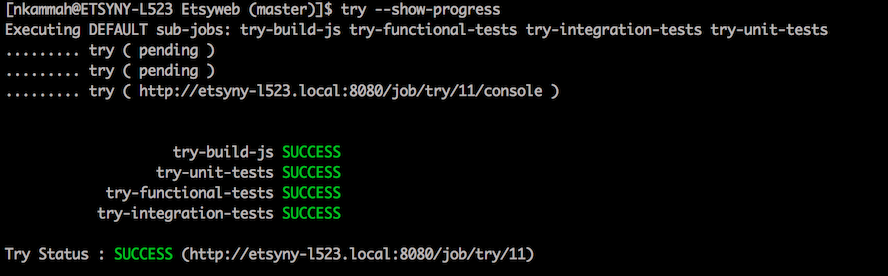 [nkammah@ETSYNY-L523 Etsyweb (master)]$ try --show-progress
Executing DEFAULT sub-jobs: try-build-js try-functional-tests try-integration-tests try-unit-tests
......... try ( pending )
......... try ( pending )
......... try ( http://etsyny-l523.local:8080/job/try/11/console )
try-build-js SUCCESS
try-unit-tests SUCCESS
try-functional-tests SUCCESS
try-integration-tests SUCCESS
Try Status : SUCCESS (http://etsyny-l523.local:8080/job/try/11)